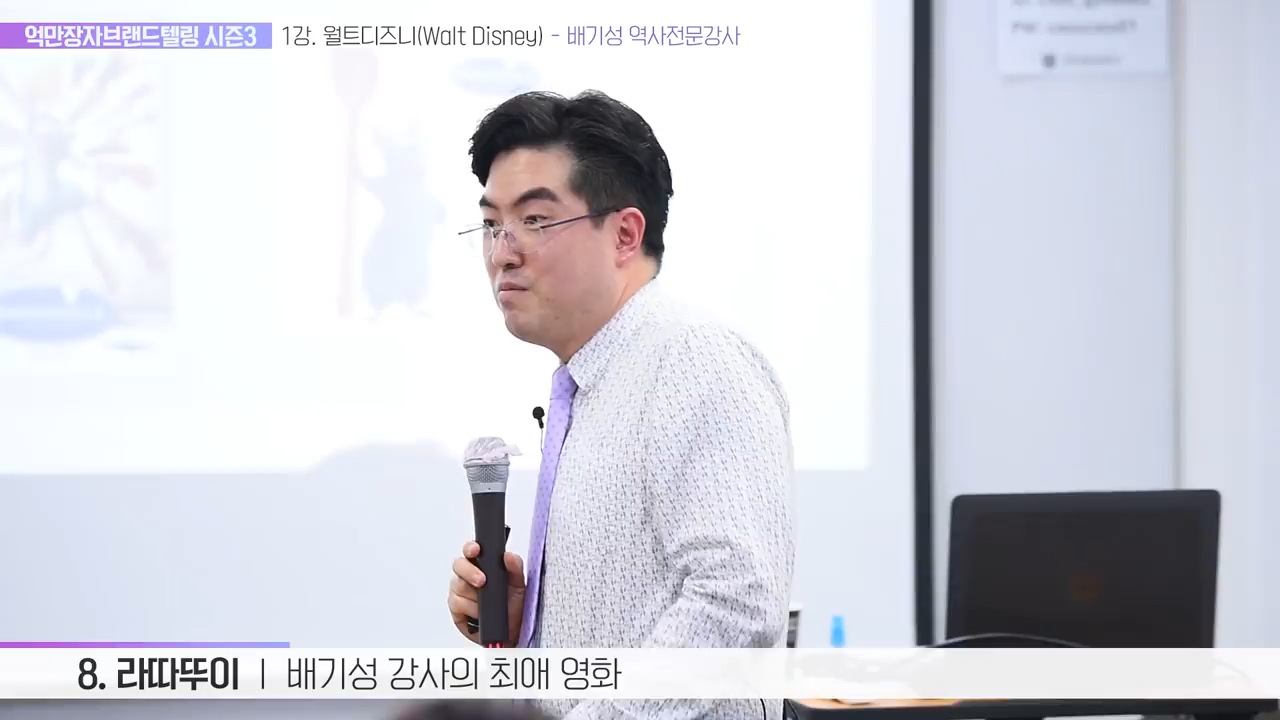 억만장자브랜드텔링 시즌3 1강. 월트디즈니(Walt Disney) - 배기성 역사전문강사
8. 라따뚜이 | 배기성 강사의 최애 영화